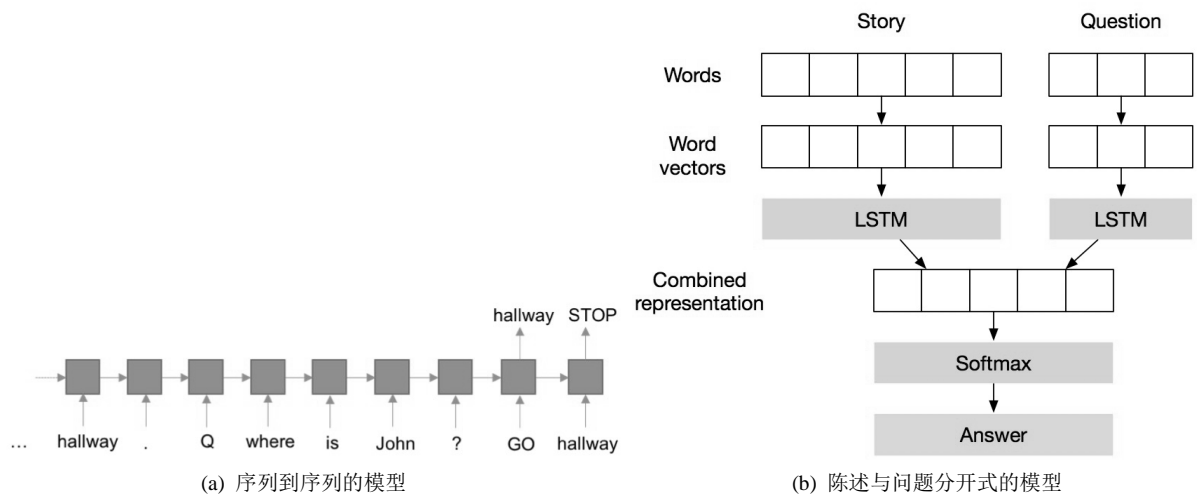 hallway STOP
... hallway . Q where is John ? GO hallway
(a) 序列到序列的模型
Story Question
Words
Word
vectors
LSTM LSTM
Combined
representation
Softmax
Answer
(b) 陈述与问题分开式的模型